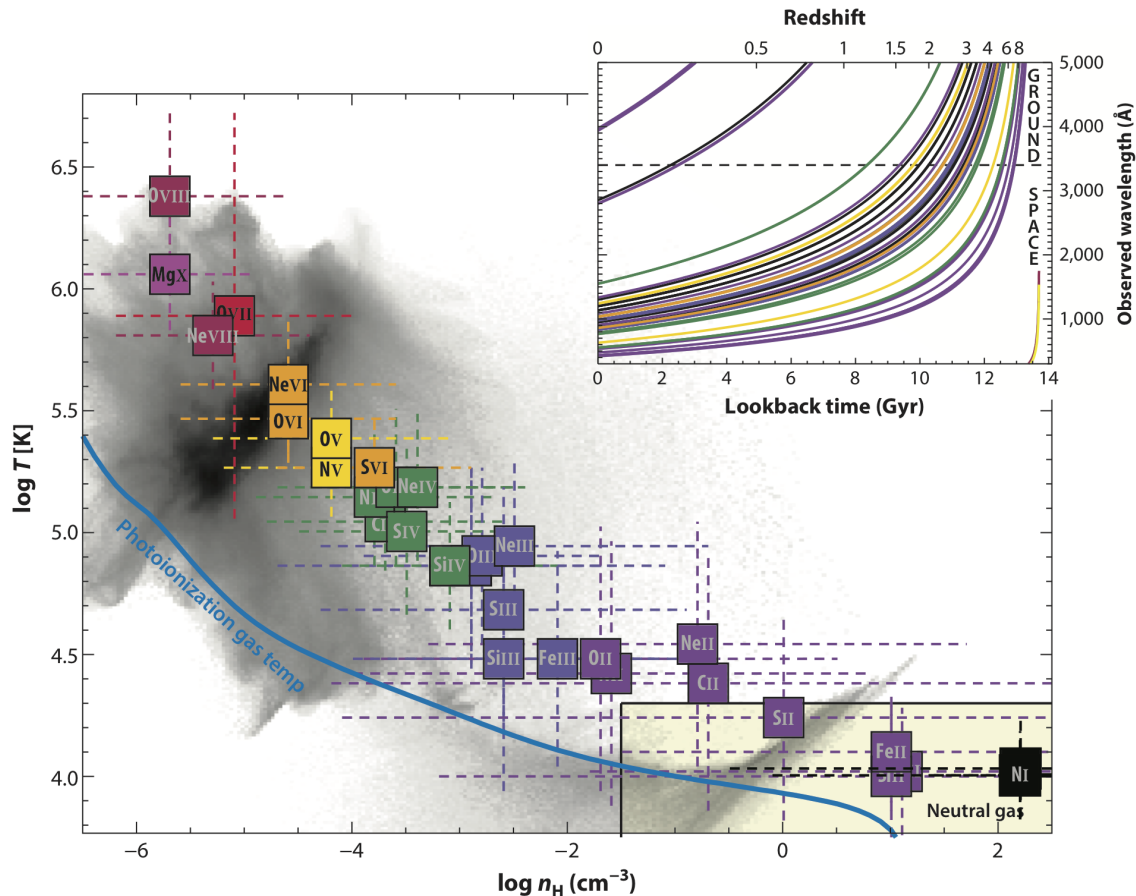 Redshift
0 0.5 1 1.5 2 3 4 6 8
5,000
4,000
3,000
2,000
1,000
Observed wavelength (Å)
GROUND
SPACE
0 2 4 6 8 10 12 14
Lookback time (Gyr)
log T [K]
6.5
6.0
5.5
5.0
4.5
4.0
OVIII
MgX
OVII
NeVIII
NeVI
OVI
OV
NV
SVI
NeIV
SIV
SiIV
NeIII
SIII
SiIII
FeIII
OII
NeII
CII
SII
FeII
NI
Neutral gas
Photoionization gas temp
−6 −4 −2 0 2
log nH (cm−3)